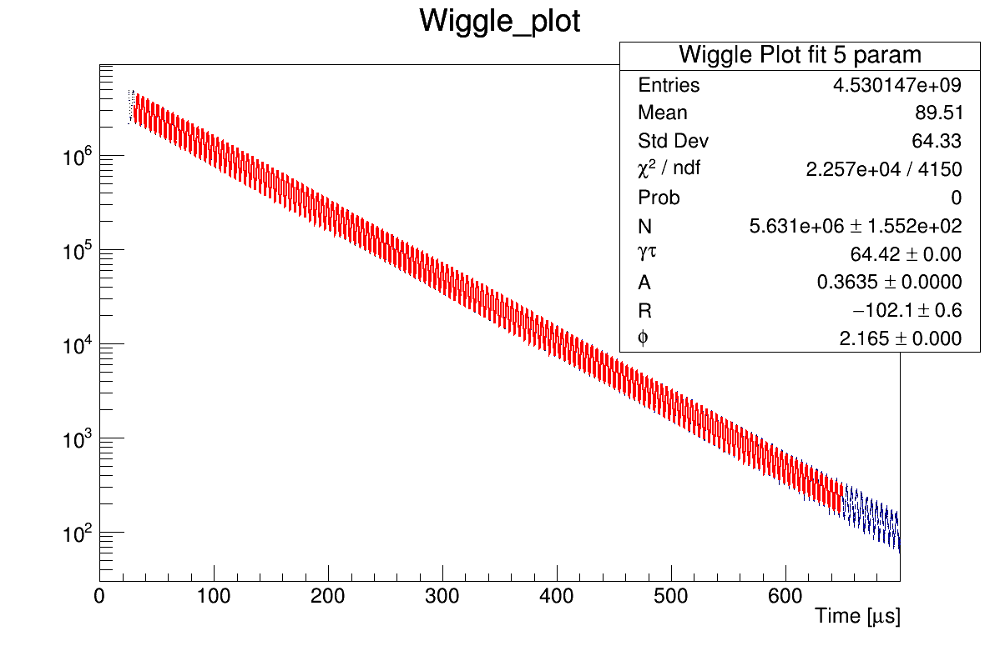 Wiggle_plot
Wiggle Plot fit 5 param
Entries 4.530147e+09
Mean 89.51
Std Dev 64.33
χ² / ndf 2.257e+04 / 4150
Prob 0
N 5.631e+06 ± 1.552e+02
γτ 64.42 ± 0.00
A 0.3635 ± 0.0000
R −102.1 ± 0.6
ϕ 2.165 ± 0.000
10⁶
10⁵
10⁴
10³
10²
0 100 200 300 400 500 600
Time [μs]